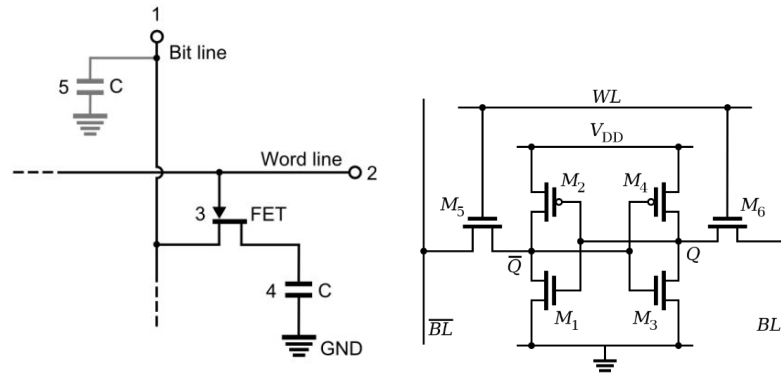 1
Bit line
5 C
Word line 2
3 FET
4 C
GND
WL
V_DD
M_2 M_4
M_5 M_6
Q̅ Q
M_1 M_3
B̅L̅ BL